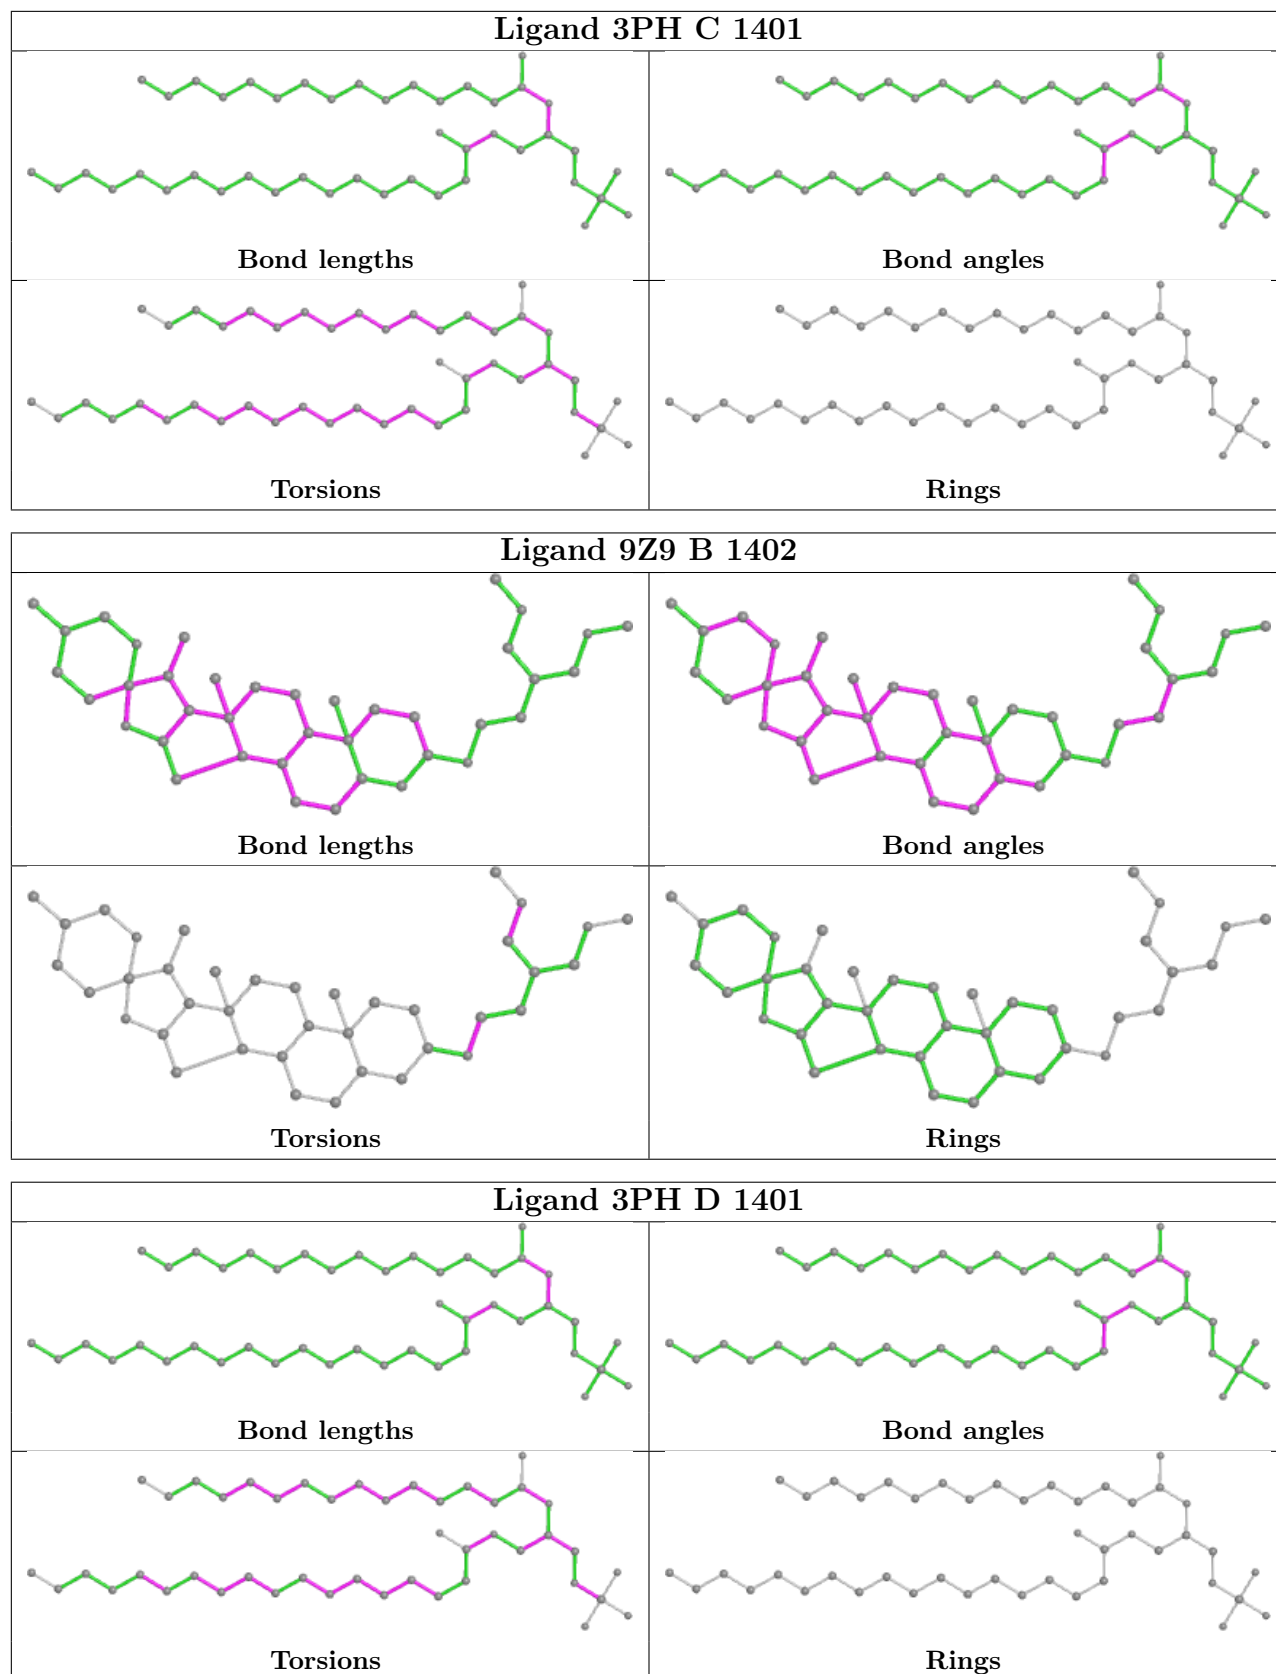 Ligand 3PH C 1401
Bond lengths
Bond angles
Torsions
Rings
Ligand 9Z9 B 1402
Bond lengths
Bond angles
Torsions
Rings
Ligand 3PH D 1401
Bond lengths
Bond angles
Torsions
Rings